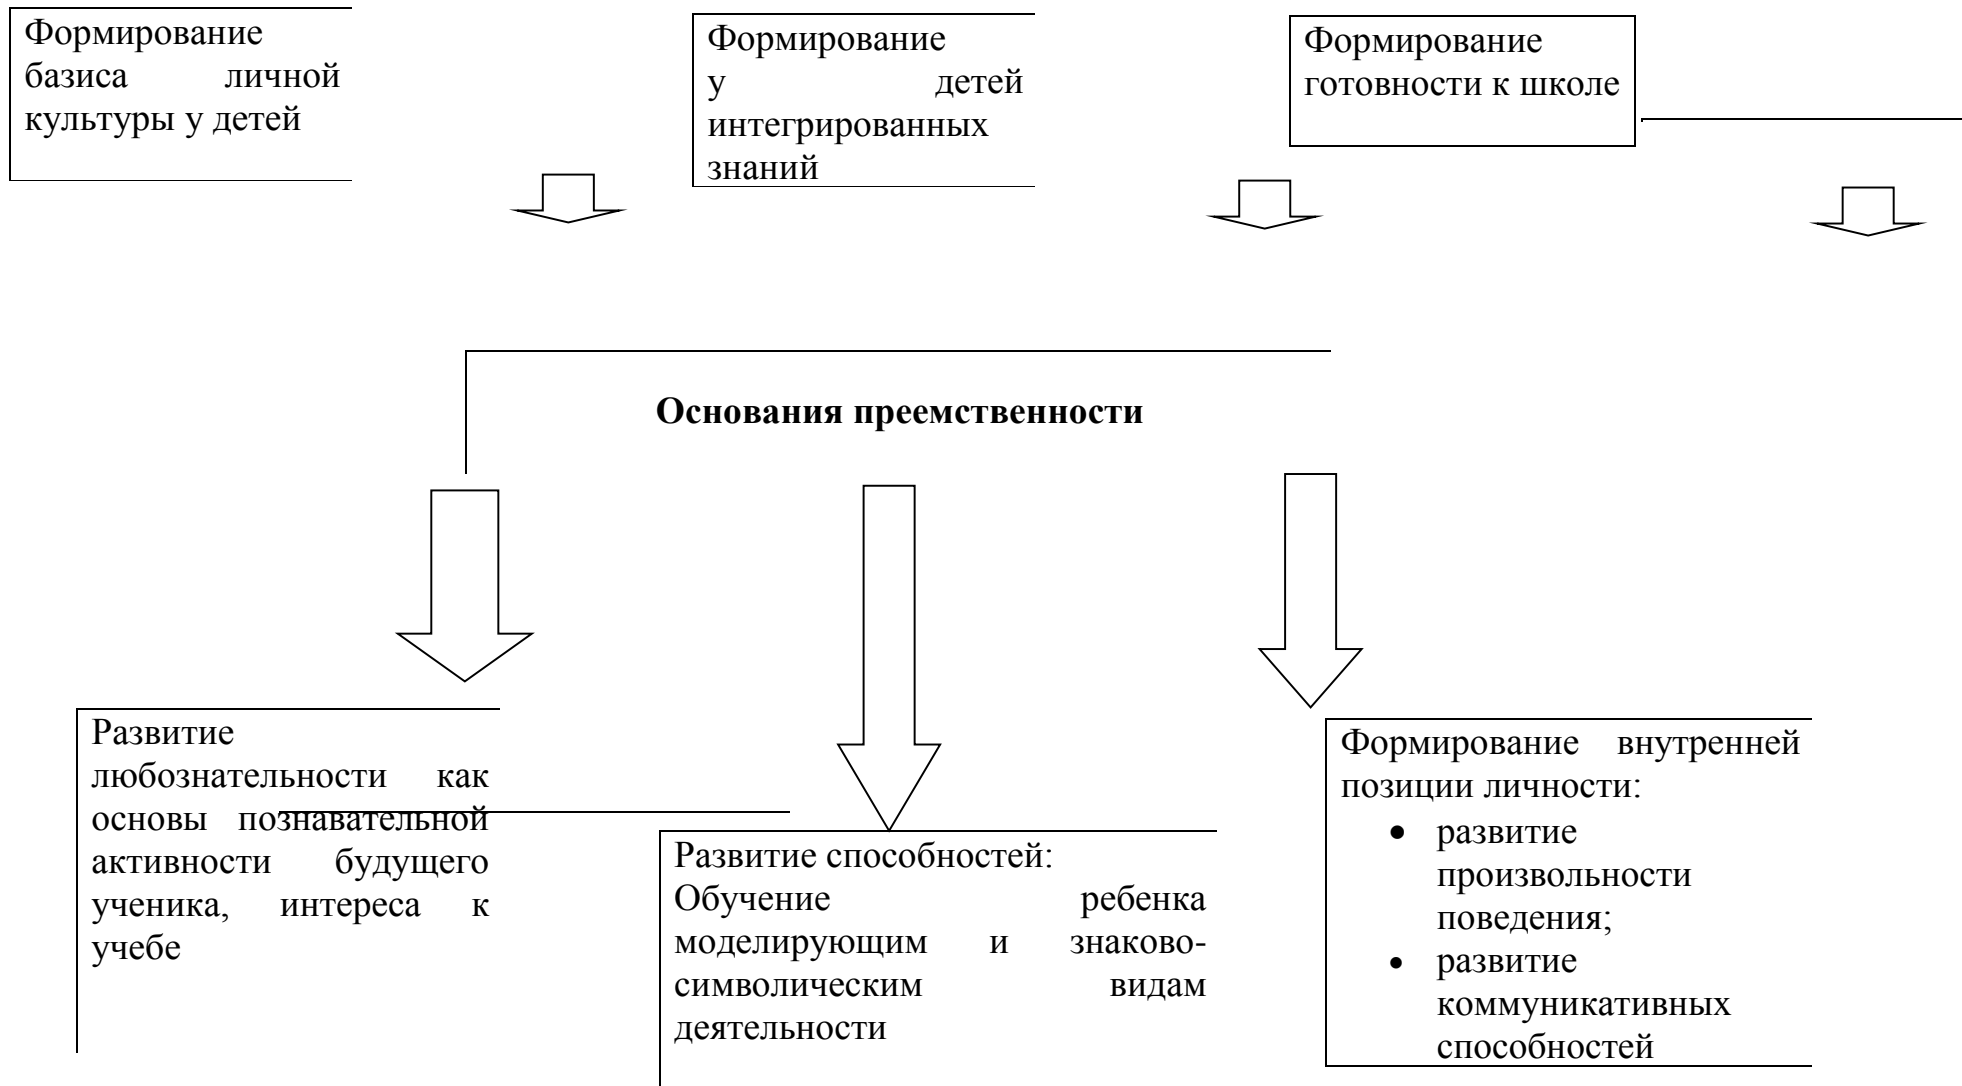 Формирование
базиса личной
культуры у детей
Формирование
у детей
интегрированных
знаний
Формирование
готовности к школе
Основания преемственности
Развитие
любознательности как
основы познавательной
активности будущего
ученика, интереса к
учебе
Развитие способностей:
Обучение ребенка
моделирующим и знаково-
символическим видам
деятельности
Формирование внутренней
позиции личности:
• развитие
произвольности
поведения;
• развитие
коммуникативных
способностей